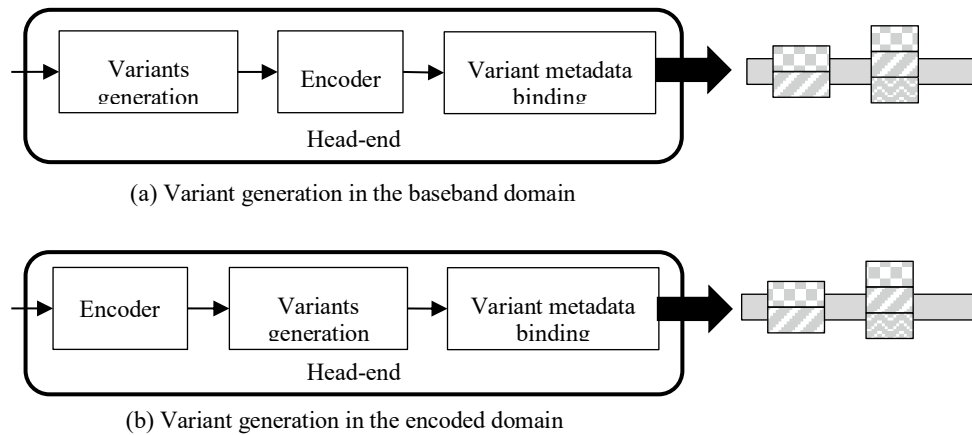 Variants
generation
Encoder
Variant metadata
binding
Head-end
(a) Variant generation in the baseband domain
Encoder
Variants
generation
Variant metadata
binding
Head-end
(b) Variant generation in the encoded domain